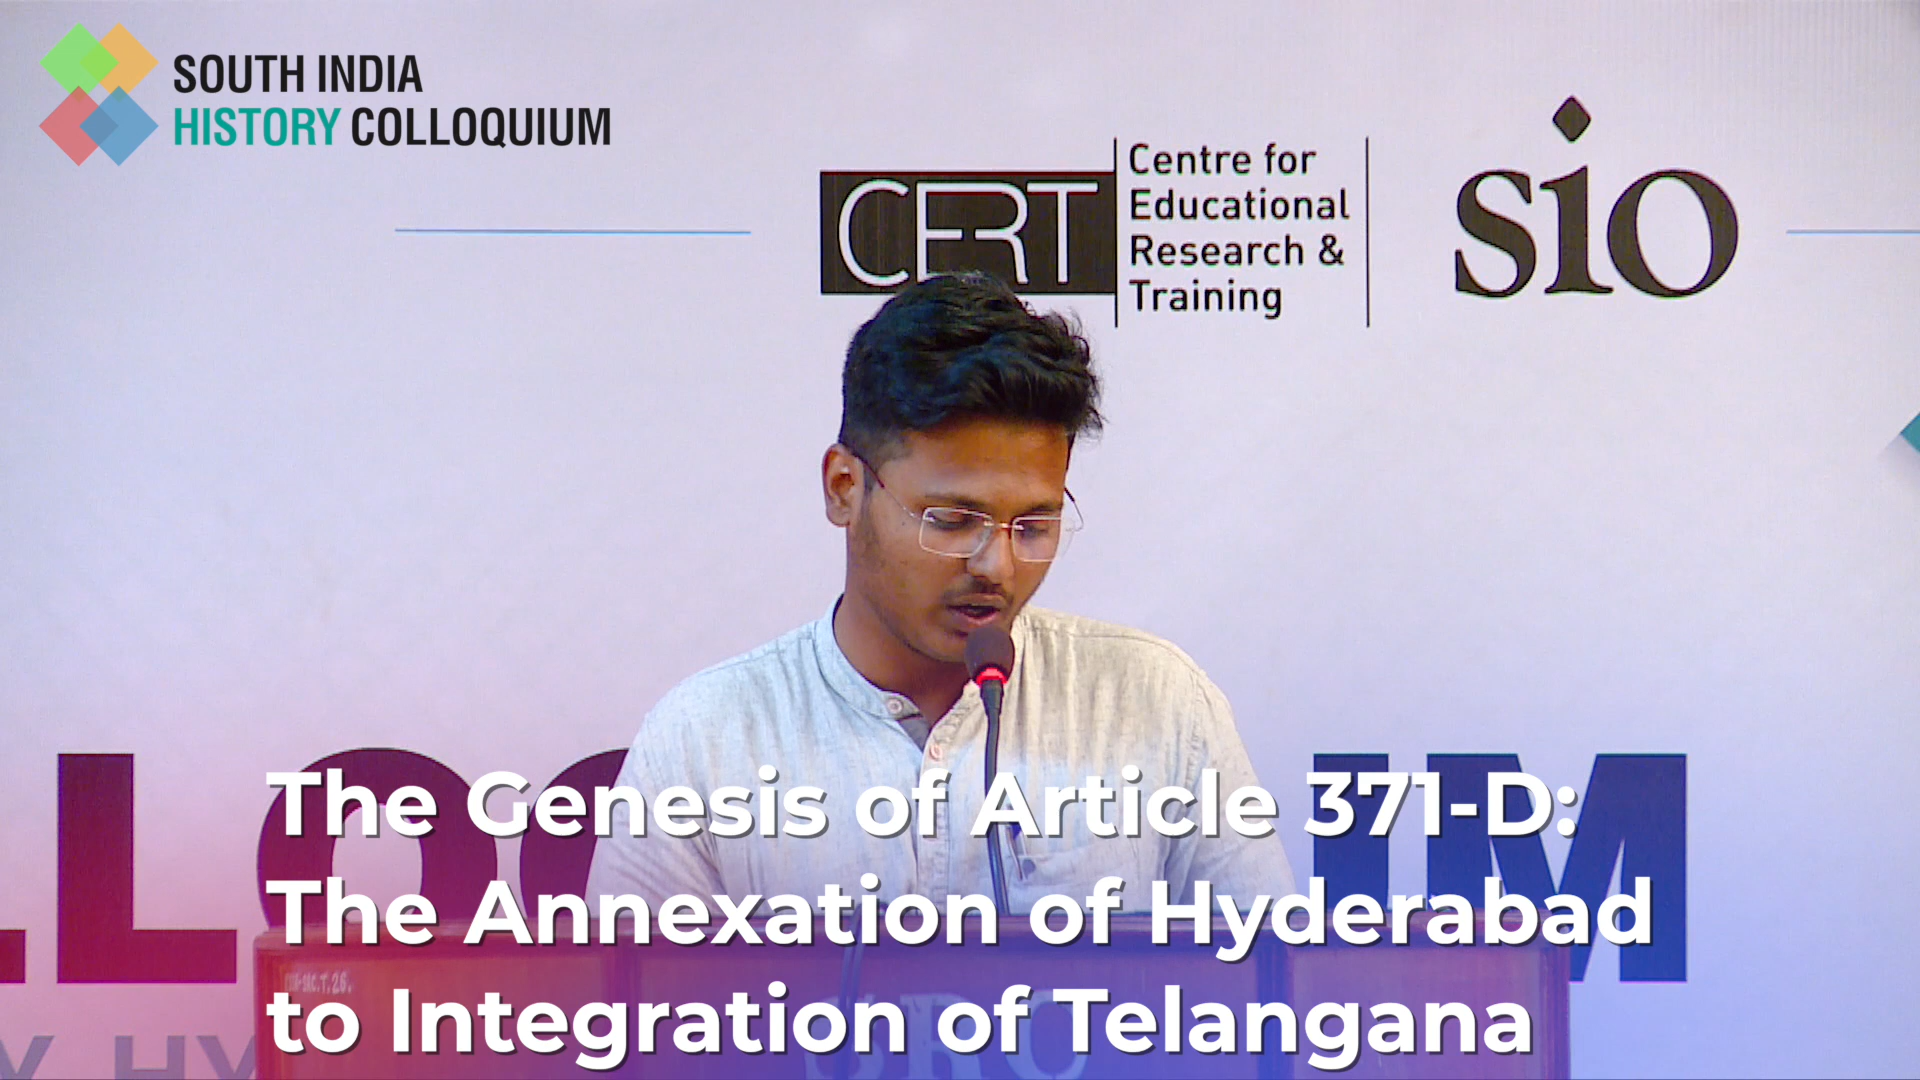 SOUTH INDIA
HISTORY COLLOQUIUM
CERT
Centre for
Educational
Research &
Training
sio
The Genesis of Article 371-D:
The Annexation of Hyderabad
to Integration of Telangana